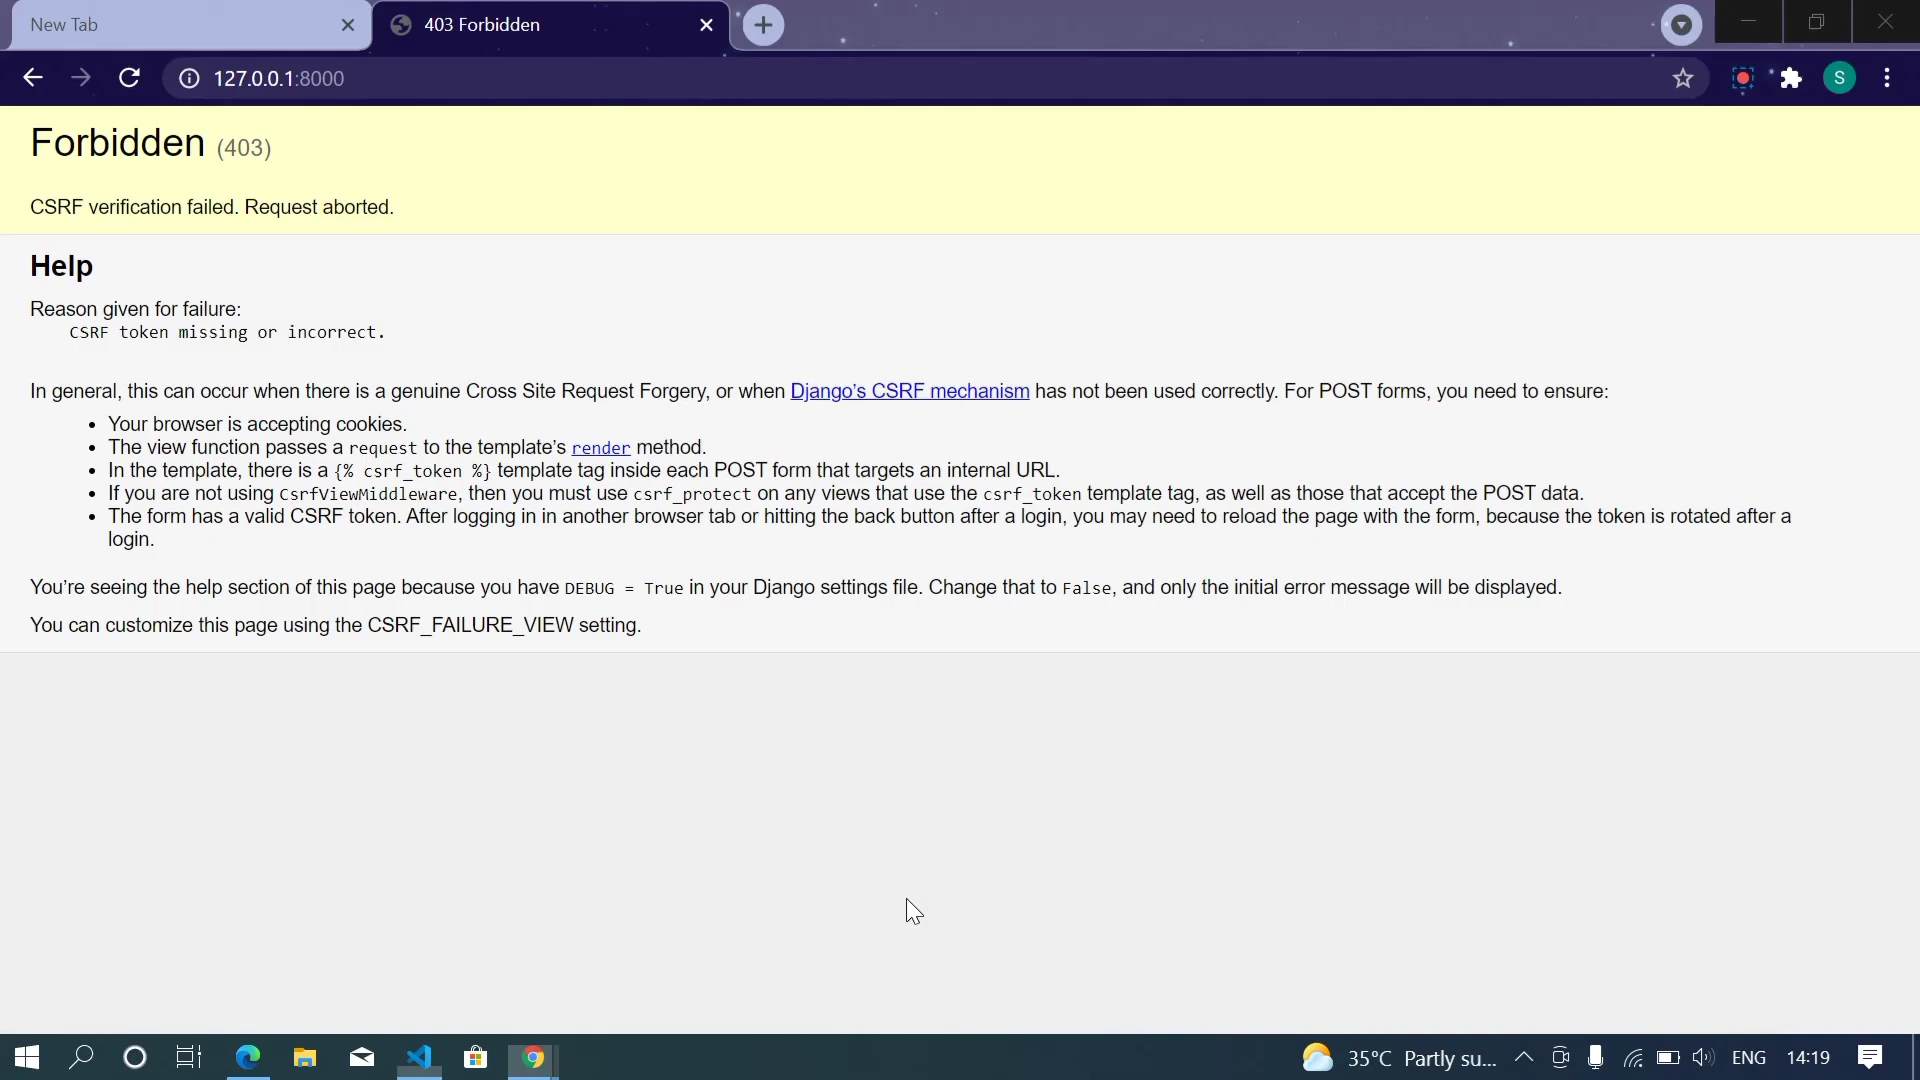 New Tab
403 Forbidden
127.0.0.1:8000
S
Forbidden (403)
CSRF verification failed. Request aborted.
Help
Reason given for failure:
CSRF token missing or incorrect.
In general, this can occur when there is a genuine Cross Site Request Forgery, or when Django's CSRF mechanism has not been used correctly. For POST forms, you need to ensure:
• Your browser is accepting cookies.
• The view function passes a request to the template's render method.
• In the template, there is a {% csrf_token %} template tag inside each POST form that targets an internal URL.
• If you are not using CsrfViewMiddleware, then you must use csrf_protect on any views that use the csrf_token template tag, as well as those that accept the POST data.
• The form has a valid CSRF token. After logging in in another browser tab or hitting the back button after a login, you may need to reload the page with the form, because the token is rotated after a
login.
You're seeing the help section of this page because you have DEBUG = True in your Django settings file. Change that to False, and only the initial error message will be displayed.
You can customize this page using the CSRF_FAILURE_VIEW setting.
35°C Partly su... ENG 14:19